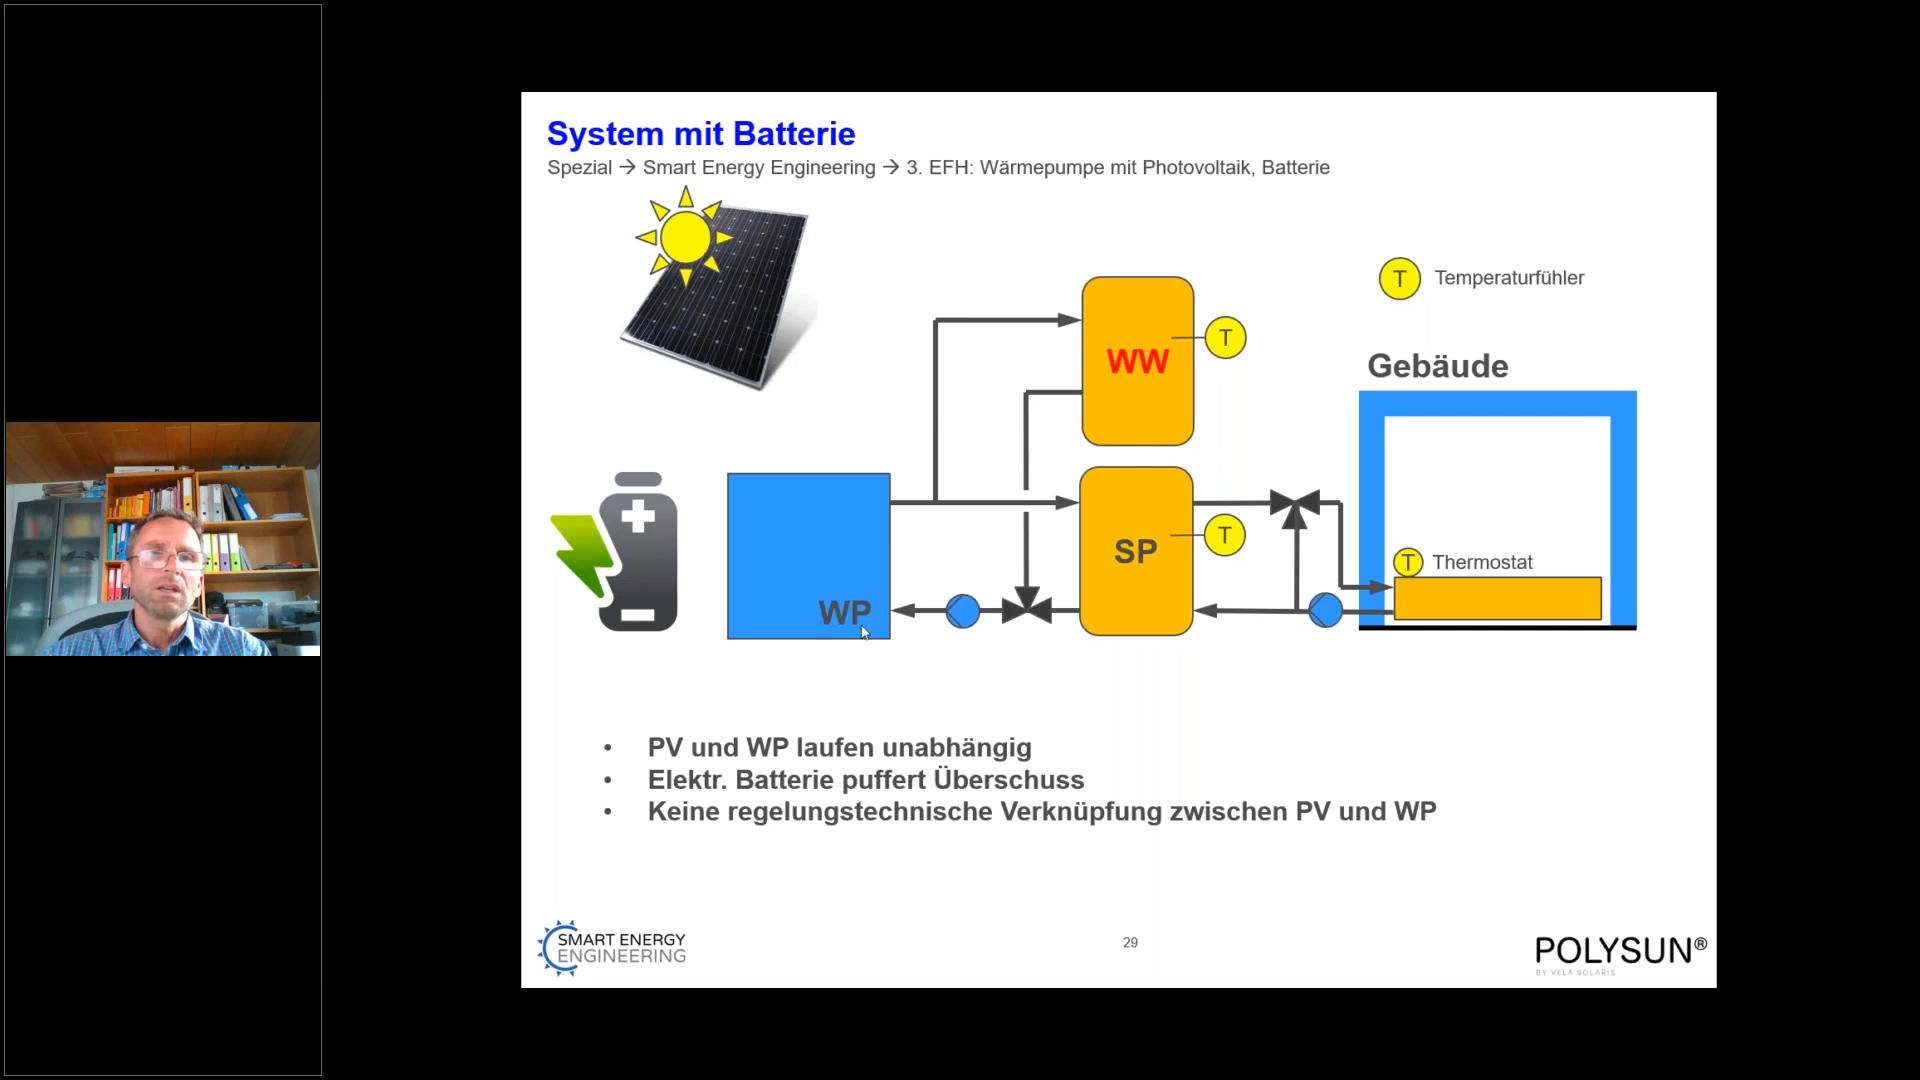 System mit Batterie
Spezial → Smart Energy Engineering → 3. EFH: Wärmepumpe mit Photovoltaik, Batterie
T Temperaturfühler
WW
T
Gebäude
SP
T
T Thermostat
WP
• PV und WP laufen unabhängig
• Elektr. Batterie puffert Überschuss
• Keine regelungstechnische Verknüpfung zwischen PV und WP
SMART ENERGY
ENGINEERING
29
POLYSUN®
BY VELA SOLARIS